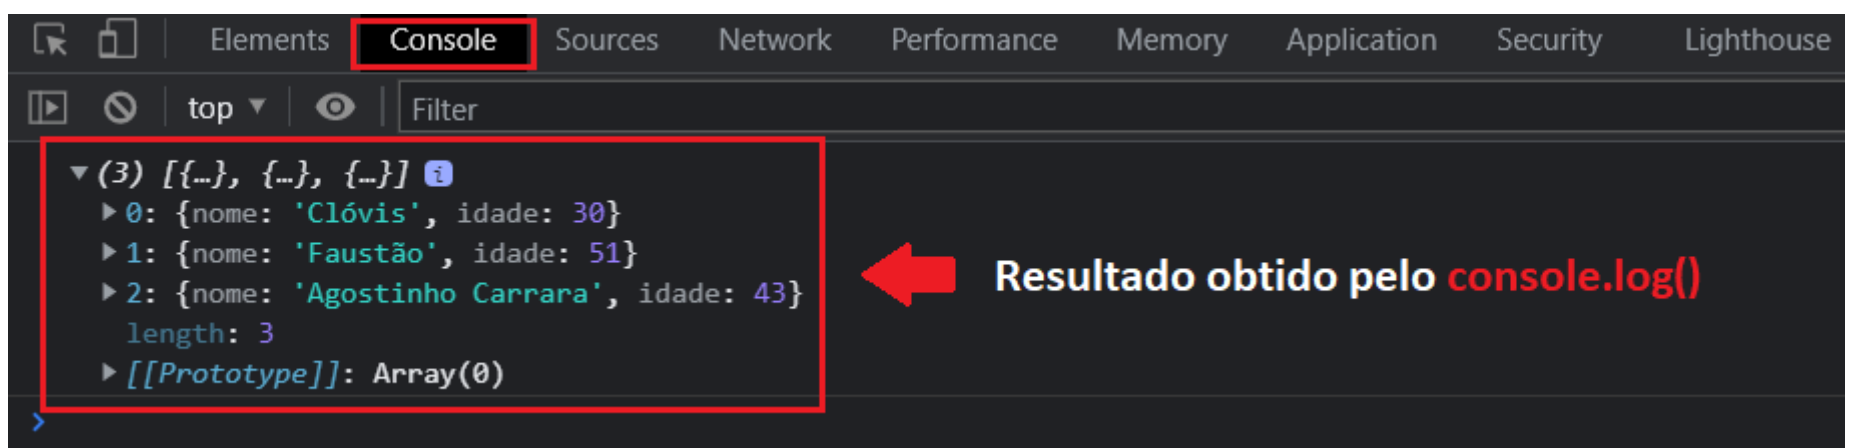 Elements Console Sources Network Performance Memory Application Security Lighthouse
top ▼ Filter
▼(3) [{…}, {…}, {…}] i
▶0: {nome: 'Clóvis', idade: 30}
▶1: {nome: 'Faustão', idade: 51}
▶2: {nome: 'Agostinho Carrara', idade: 43}
length: 3
▶[[Prototype]]: Array(0)
Resultado obtido pelo console.log()